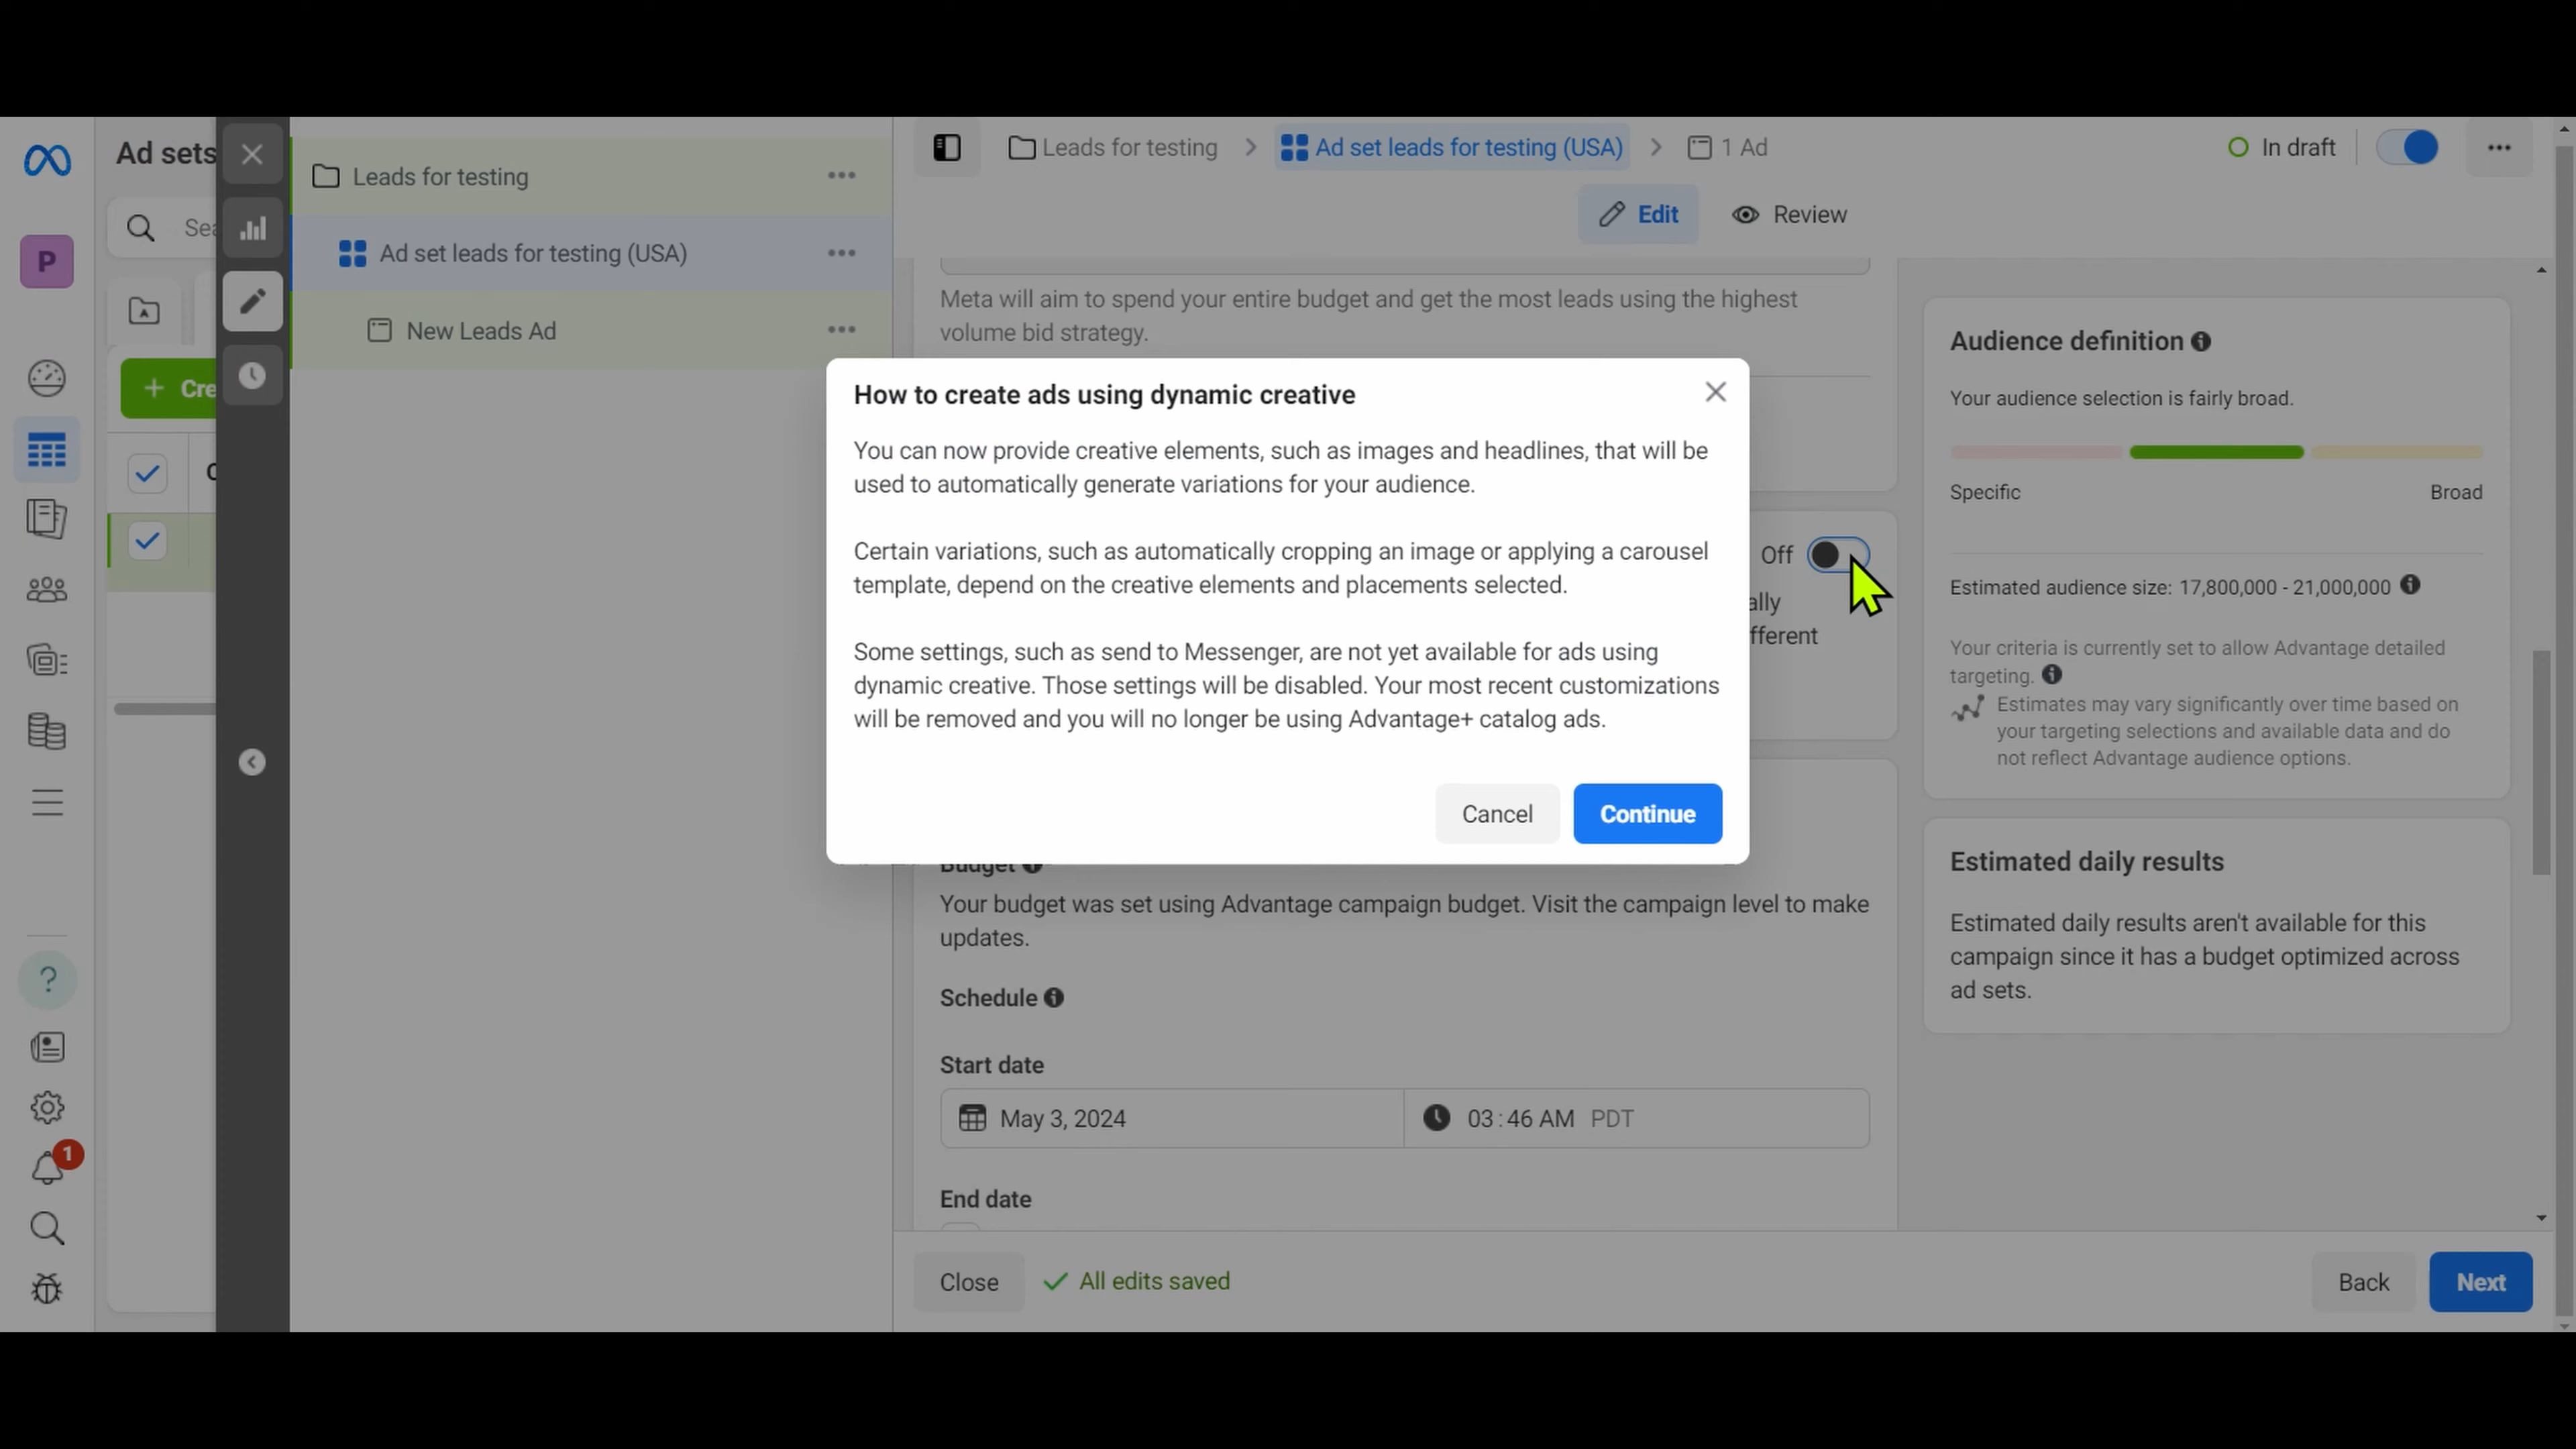 Ad sets
Leads for testing
Leads for testing
Ad set leads for testing (USA)
1 Ad
In draft
Edit
Review
Ad set leads for testing (USA)
New Leads Ad
P
Meta will aim to spend your entire budget and get the most leads using the highest
volume bid strategy.
How to create ads using dynamic creative
You can now provide creative elements, such as images and headlines, that will be
used to automatically generate variations for your audience.
Certain variations, such as automatically cropping an image or applying a carousel
template, depend on the creative elements and placements selected.
Some settings, such as send to Messenger, are not yet available for ads using
dynamic creative. Those settings will be disabled. Your most recent customizations
will be removed and you will no longer be using Advantage+ catalog ads.
Cancel
Continue
Off
Audience definition
Your audience selection is fairly broad.
Specific
Broad
Estimated audience size: 17,800,000 - 21,000,000
Your criteria is currently set to allow Advantage detailed
targeting.
Estimates may vary significantly over time based on
your targeting selections and available data and do
not reflect Advantage audience options.
Budget
Your budget was set using Advantage campaign budget. Visit the campaign level to make
updates.
Schedule
Start date
May 3, 2024
03:46 AM PDT
End date
Estimated daily results
Estimated daily results aren't available for this
campaign since it has a budget optimized across
ad sets.
1
Close
All edits saved
Back
Next